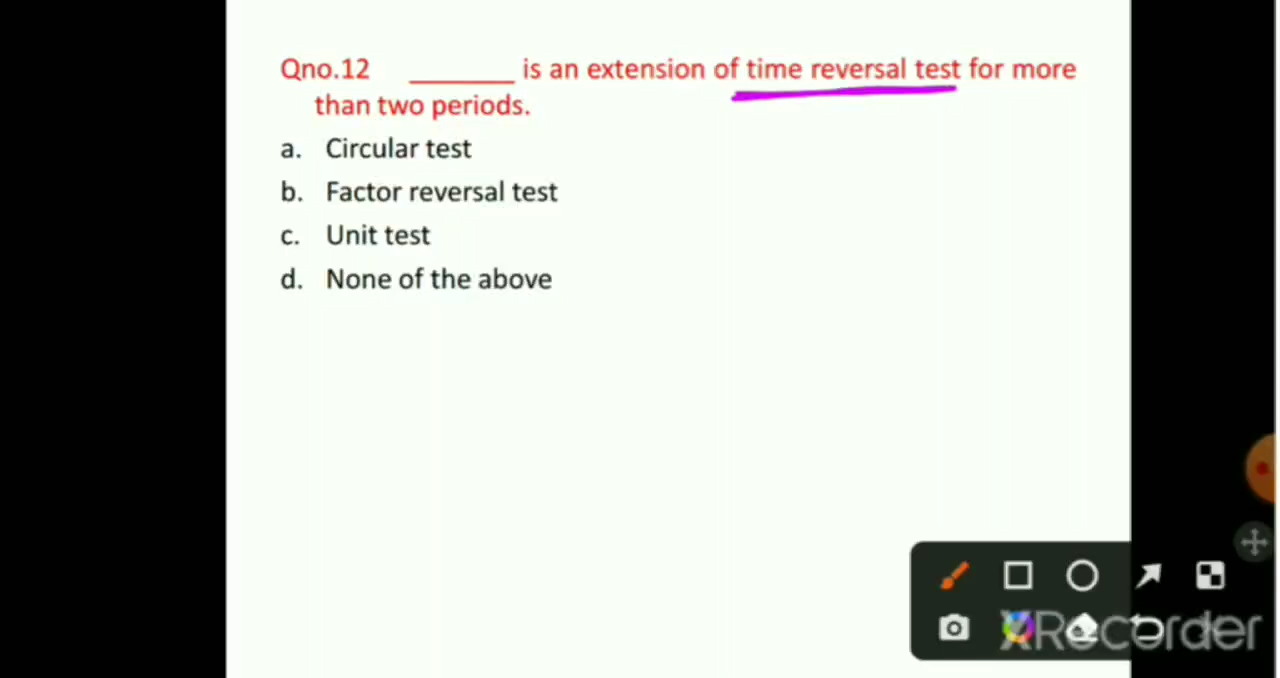 Qno.12 _______ is an extension of time reversal test for more
than two periods.
a. Circular test
b. Factor reversal test
c. Unit test
d. None of the above
XRecorder